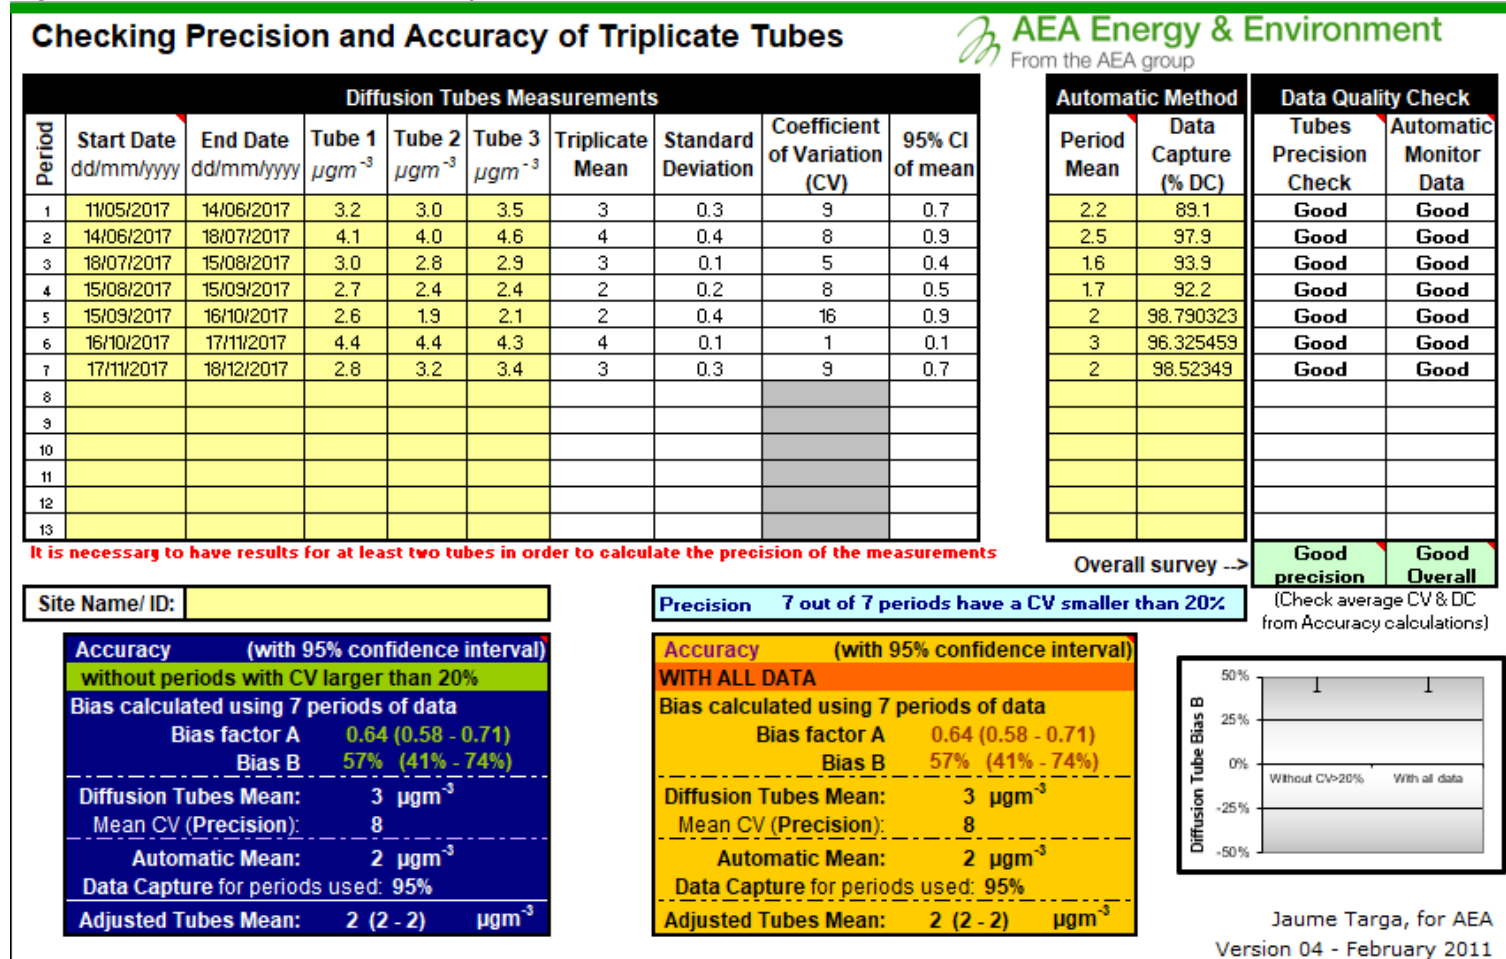 Checking Precision and Accuracy of Triplicate Tubes
AEA Energy & Environment
From the AEA group
Diffusion Tubes Measurements
Period
Start Date dd/mm/yyyy
End Date dd/mm/yyyy
Tube 1 µgm-3
Tube 2 µgm-3
Tube 3 µgm-3
Triplicate Mean
Standard Deviation
Coefficient of Variation (CV)
95% CI of mean
Automatic Method
Period Mean
Data Capture (% DC)
Data Quality Check
Tubes Precision Check
Automatic Monitor Data
1 11/05/2017 14/06/2017 3.2 3.0 3.5 3 0.3 9 0.7 2.2 89.1 Good Good
2 14/06/2017 18/07/2017 4.1 4.0 4.6 4 0.4 8 0.9 2.5 97.9 Good Good
3 18/07/2017 15/08/2017 3.0 2.8 2.9 3 0.1 5 0.4 1.6 93.9 Good Good
4 15/08/2017 15/09/2017 2.7 2.4 2.4 2 0.2 8 0.5 1.7 92.2 Good Good
5 15/09/2017 16/10/2017 2.6 1.9 2.1 2 0.4 16 0.9 2 98.790323 Good Good
6 16/10/2017 17/11/2017 4.4 4.4 4.3 4 0.1 1 0.1 3 96.325459 Good Good
7 17/11/2017 18/12/2017 2.8 3.2 3.4 3 0.3 9 0.7 2 98.52349 Good Good
8
9
10
11
12
13
It is necessary to have results for at least two tubes in order to calculate the precision of the measurements
Overall survey -->
Good precision
Good Overall
(Check average CV & DC from Accuracy calculations)
Site Name/ ID:
Precision 7 out of 7 periods have a CV smaller than 20%
Accuracy (with 95% confidence interval)
without periods with CV larger than 20%
Bias calculated using 7 periods of data
Bias factor A 0.64 (0.58 - 0.71)
Bias B 57% (41% - 74%)
Diffusion Tubes Mean: 3 µgm-3
Mean CV (Precision): 8
Automatic Mean: 2 µgm-3
Data Capture for periods used: 95%
Adjusted Tubes Mean: 2 (2 - 2) µgm-3
Accuracy (with 95% confidence interval)
WITH ALL DATA
Bias calculated using 7 periods of data
Bias factor A 0.64 (0.58 - 0.71)
Bias B 57% (41% - 74%)
Diffusion Tubes Mean: 3 µgm-3
Mean CV (Precision): 8
Automatic Mean: 2 µgm-3
Data Capture for periods used: 95%
Adjusted Tubes Mean: 2 (2 - 2) µgm-3
Diffusion Tube Bias B
50%
25%
0%
-25%
-50%
Without CV>20%
With all data
Jaume Targa, for AEA
Version 04 - February 2011